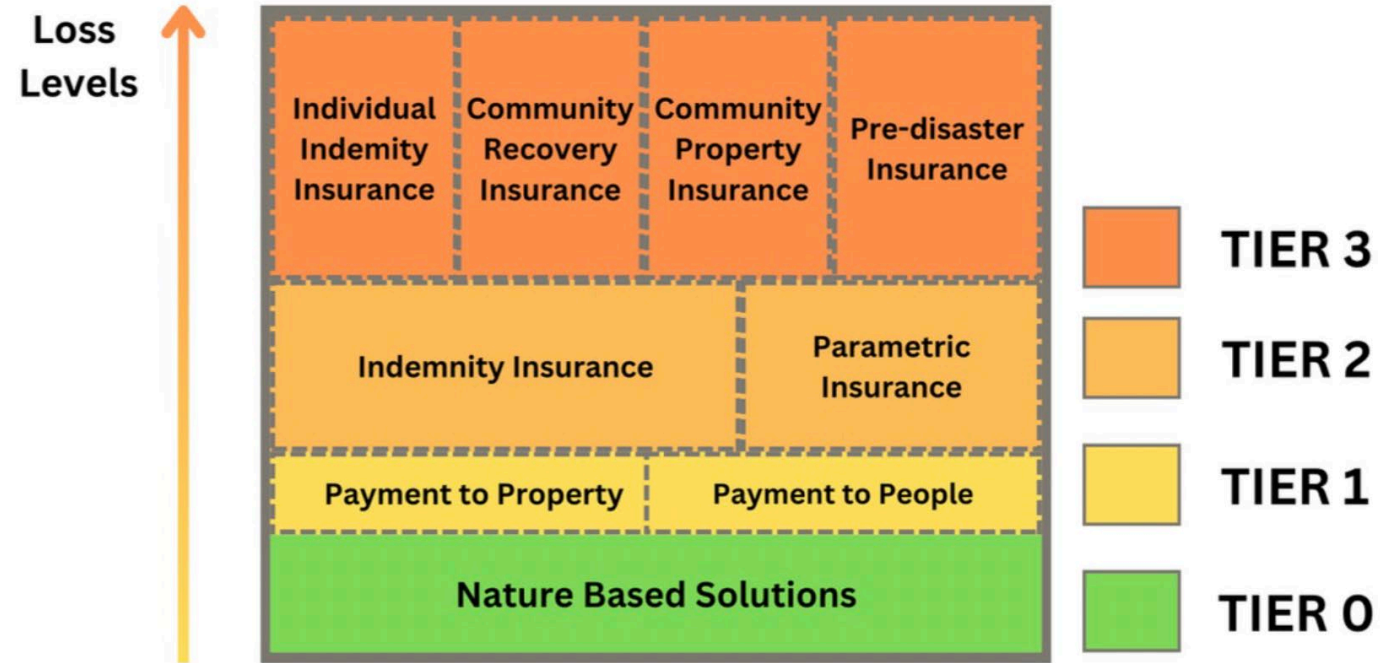 Loss
Levels
Individual
Indemity
Insurance
Community
Recovery
Insurance
Community
Property
Insurance
Pre-disaster
Insurance
Indemnity Insurance
Parametric
Insurance
Payment to Property
Payment to People
Nature Based Solutions
TIER 3
TIER 2
TIER 1
TIER 0